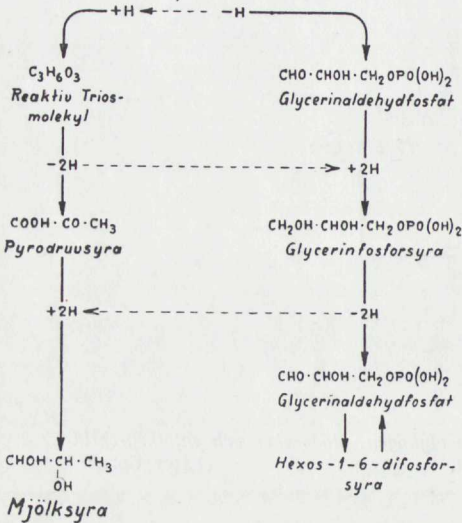 +H ← -H
C₃H₆O₃
Reaktiv Trios-
molekyl
CHO·CHOH·CH₂OPO(OH)₂
Glycerinaldehydfosfat
-2H → +2H
COOH·CO·CH₃
Pyrodruvsyra
CH₂OH·CHOH·CH₂OPO(OH)₂
Glycerinfosforsyra
+2H ← -2H
CHO·CHOH·CH₂OPO(OH)₂
Glycerinaldehydfosfat
CHOH·CH·CH₃
OH
Mjölksyra
Hexos-1-6-difosfor-
syra